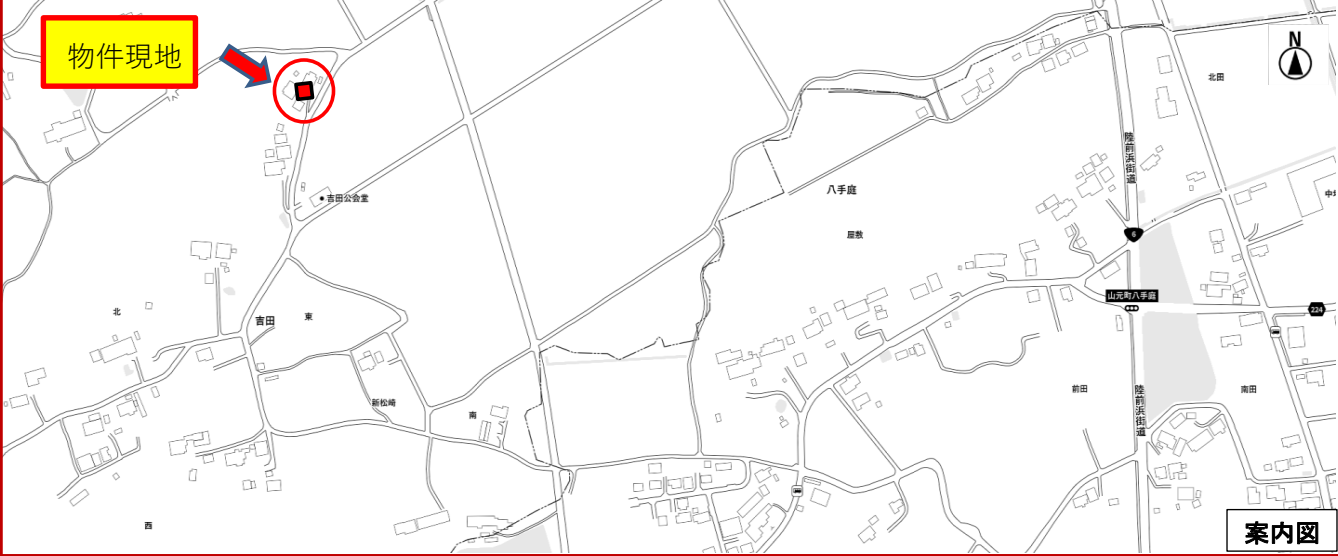 物件現地
N
北田
陸前浜街道
八手庭
吉田公会堂
屋敷
6
山元町八手庭
224
北
吉田
東
新松崎
南
前田
陸前浜街道
南田
西
案内図